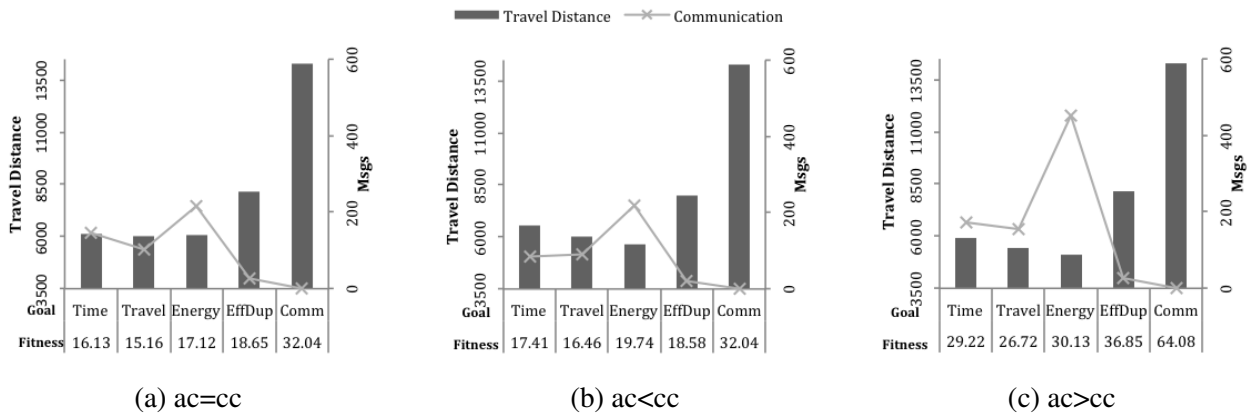 Travel Distance Communication
Travel Distance
13500
11000
8500
6000
3500
600
400
200
0
Msgs
Goal Time Travel Energy EffDup Comm
Fitness 16.13 15.16 17.12 18.65 32.04
(a) ac=cc
Travel Distance
13500
11000
8500
6000
3500
600
400
200
0
Msgs
Goal Time Travel Energy EffDup Comm
Fitness 17.41 16.46 19.74 18.58 32.04
(b) ac<cc
Travel Distance
13500
11000
8500
6000
3500
600
400
200
0
Msgs
Goal Time Travel Energy EffDup Comm
Fitness 29.22 26.72 30.13 36.85 64.08
(c) ac>cc